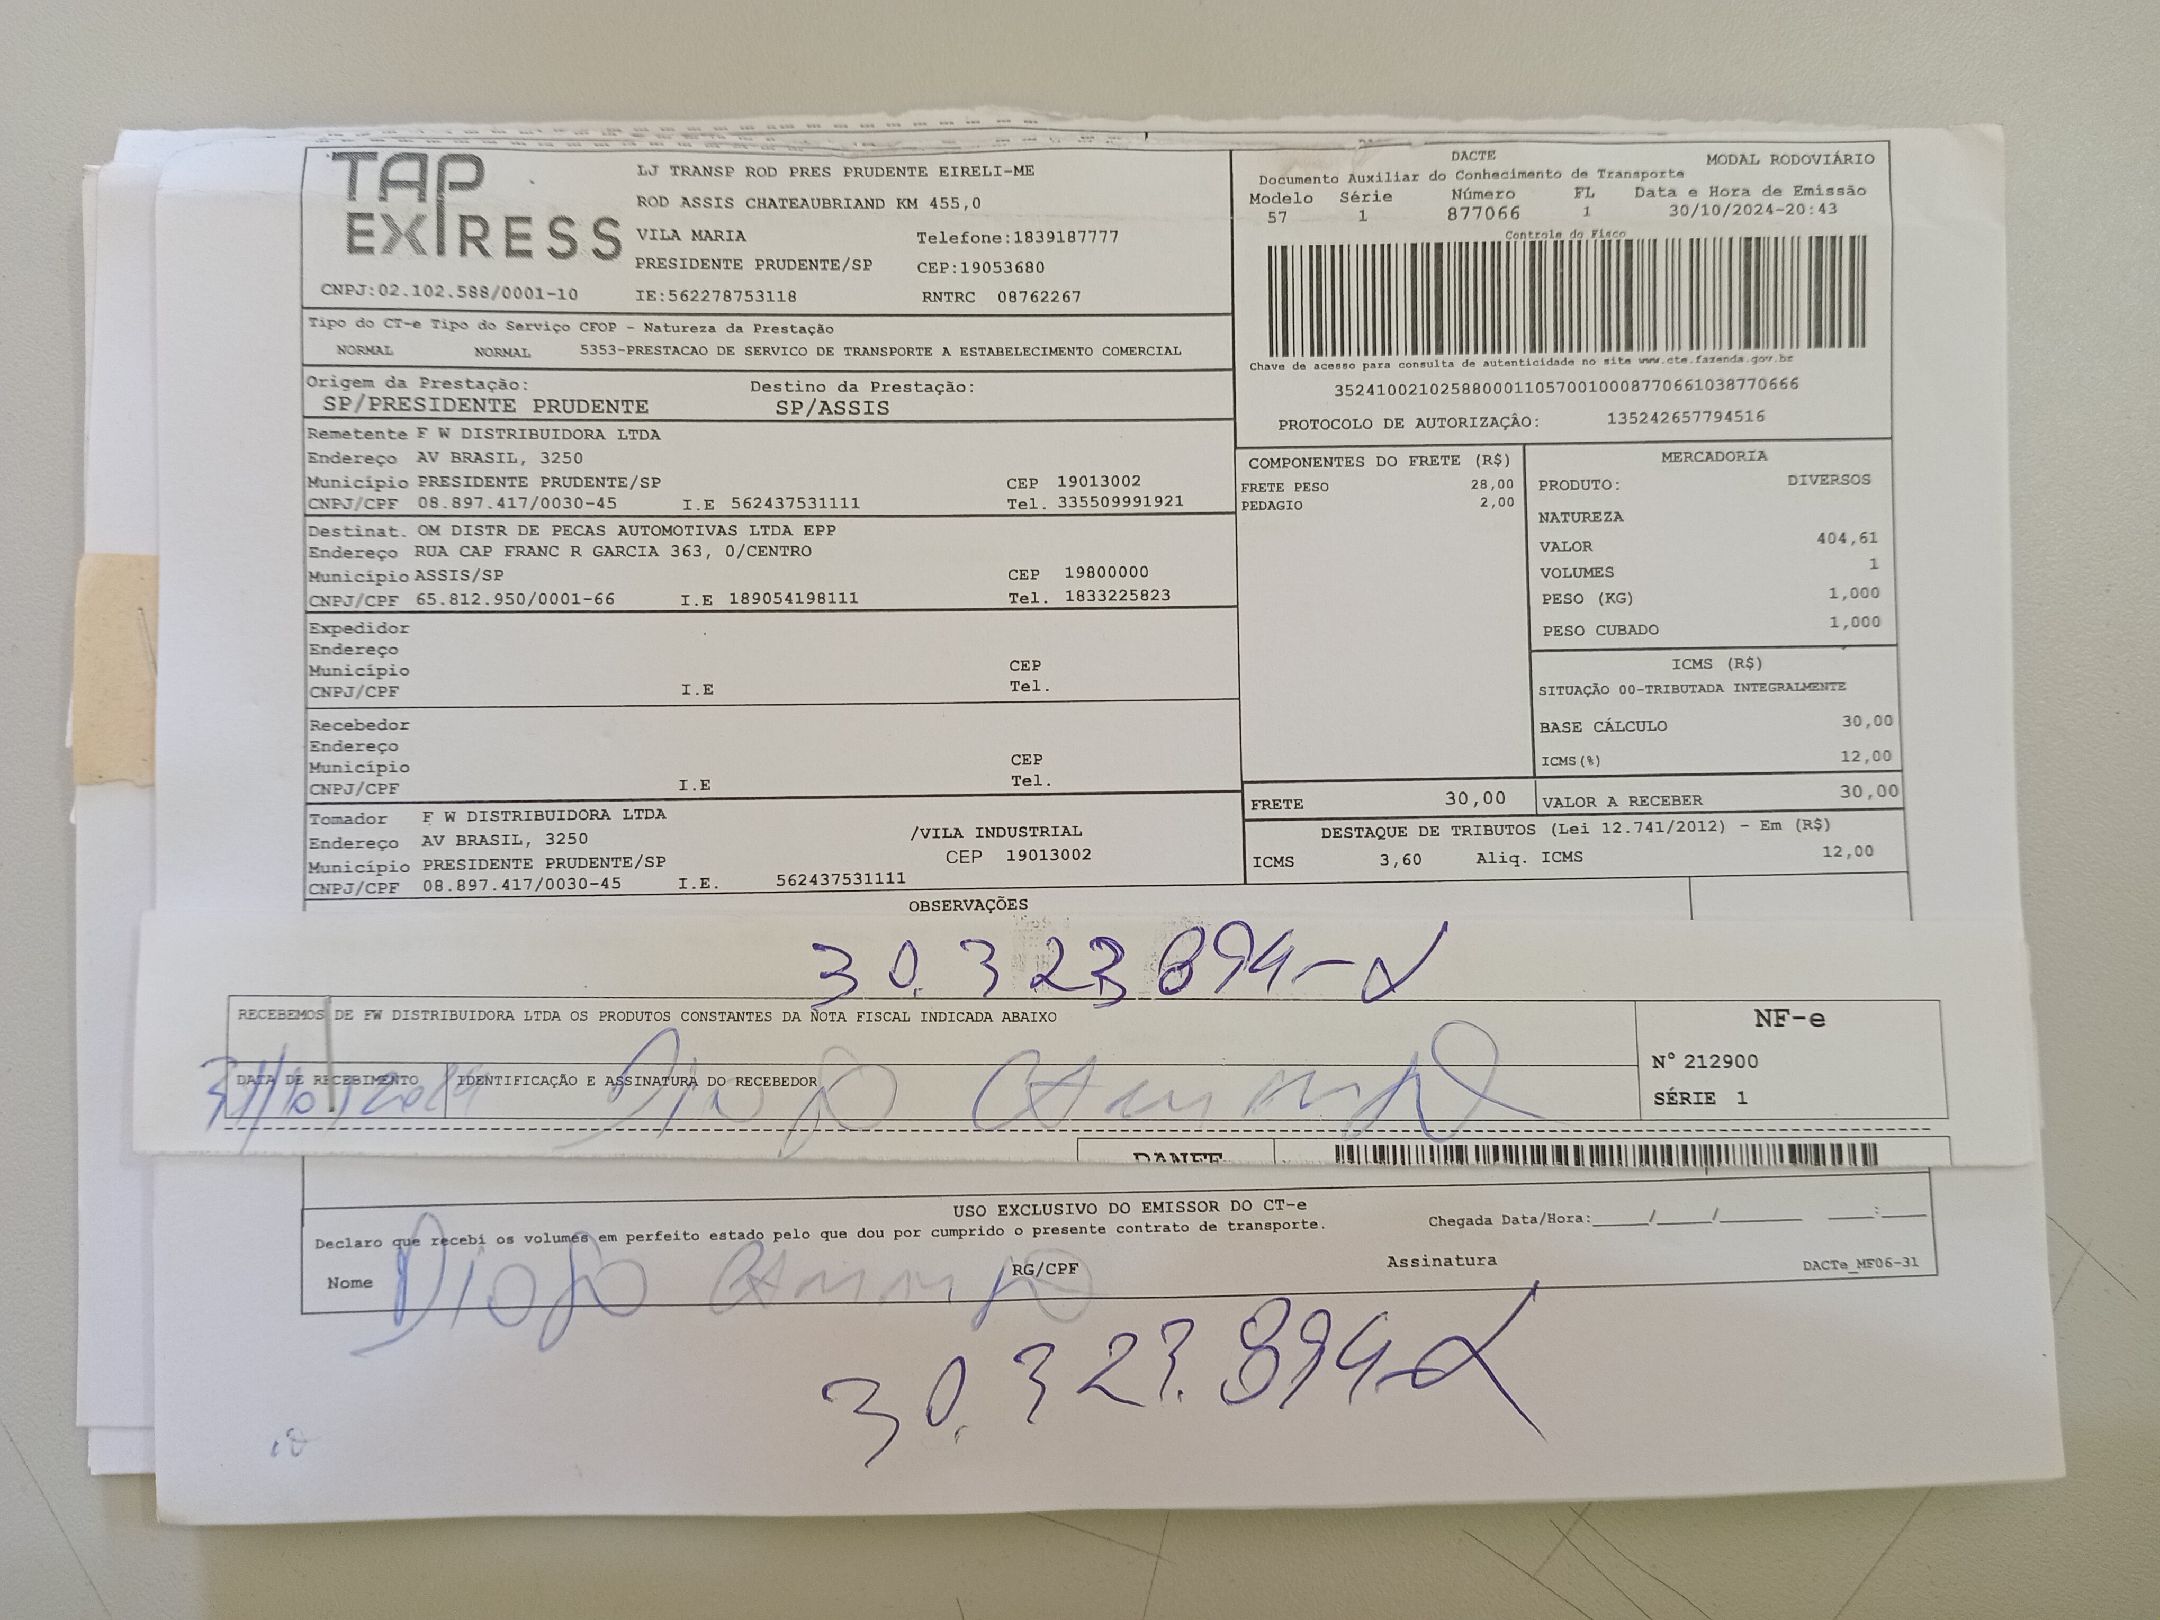 TAP
EXPRESS
LJ TRANSP ROD PRES PRUDENTE EIRELI-ME
ROD ASSIS CHATEAUBRIAND KM 455,0
VILA MARIA Telefone:1839187777
PRESIDENTE PRUDENTE/SP CEP:19053680
CNPJ:02.102.588/0001-10 IE:562278753118 RNTRC 08762267
DACTE MODAL RODOVIÁRIO
Documento Auxiliar do Conhecimento de Transporte
Modelo Série Número FL Data e Hora de Emissão
57 1 877066 1 30/10/2024-20:43
Controle do Fisco
Chave de acesso para consulta de autenticidade no site www.cte.fazenda.gov.br
35241002102588000110570010008770661038770666
PROTOCOLO DE AUTORIZAÇÃO: 135242657794516
Tipo do CT-e Tipo do Serviço CFOP - Natureza da Prestação
NORMAL NORMAL 5353-PRESTACAO DE SERVICO DE TRANSPORTE A ESTABELECIMENTO COMERCIAL
Origem da Prestação: Destino da Prestação:
SP/PRESIDENTE PRUDENTE SP/ASSIS
Remetente F W DISTRIBUIDORA LTDA
Endereço AV BRASIL, 3250
Município PRESIDENTE PRUDENTE/SP CEP 19013002
CNPJ/CPF 08.897.417/0030-45 I.E 562437531111 Tel. 335509991921
Destinat. OM DISTR DE PECAS AUTOMOTIVAS LTDA EPP
Endereço RUA CAP FRANC R GARCIA 363, 0/CENTRO
Município ASSIS/SP CEP 19800000
CNPJ/CPF 65.812.950/0001-66 I.E 189054198111 Tel. 1833225823
Expedidor
Endereço
Município CEP
CNPJ/CPF I.E Tel.
Recebedor
Endereço
Município CEP
CNPJ/CPF I.E Tel.
Tomador F W DISTRIBUIDORA LTDA
Endereço AV BRASIL, 3250 /VILA INDUSTRIAL
Município PRESIDENTE PRUDENTE/SP CEP 19013002
CNPJ/CPF 08.897.417/0030-45 I.E. 562437531111
COMPONENTES DO FRETE (R$)
FRETE PESO 28,00
PEDAGIO 2,00
MERCADORIA
PRODUTO: DIVERSOS
NATUREZA
VALOR 404,61
VOLUMES 1
PESO (KG) 1,000
PESO CUBADO 1,000
ICMS (R$)
SITUAÇÃO 00-TRIBUTADA INTEGRALMENTE
BASE CÁLCULO 30,00
ICMS(%) 12,00
FRETE 30,00 VALOR A RECEBER 30,00
DESTAQUE DE TRIBUTOS (Lei 12.741/2012) - Em (R$)
ICMS 3,60 Aliq. ICMS 12,00
OBSERVAÇÕES
30.323894-
RECEBEMOS DE FW DISTRIBUIDORA LTDA OS PRODUTOS CONSTANTES DA NOTA FISCAL INDICADA ABAIXO
NF-e
Nº 212900
SÉRIE 1
DATA DE RECEBIMENTO IDENTIFICAÇÃO E ASSINATURA DO RECEBEDOR
31/10/2024 Diogo
DANFE
USO EXCLUSIVO DO EMISSOR DO CT-e
Declaro que recebi os volumes em perfeito estado pelo que dou por cumprido o presente contrato de transporte. Chegada Data/Hora:_____/_____/________ ____:____
Nome Diogo RG/CPF Assinatura DACTe_MF06-31
30.323.894-